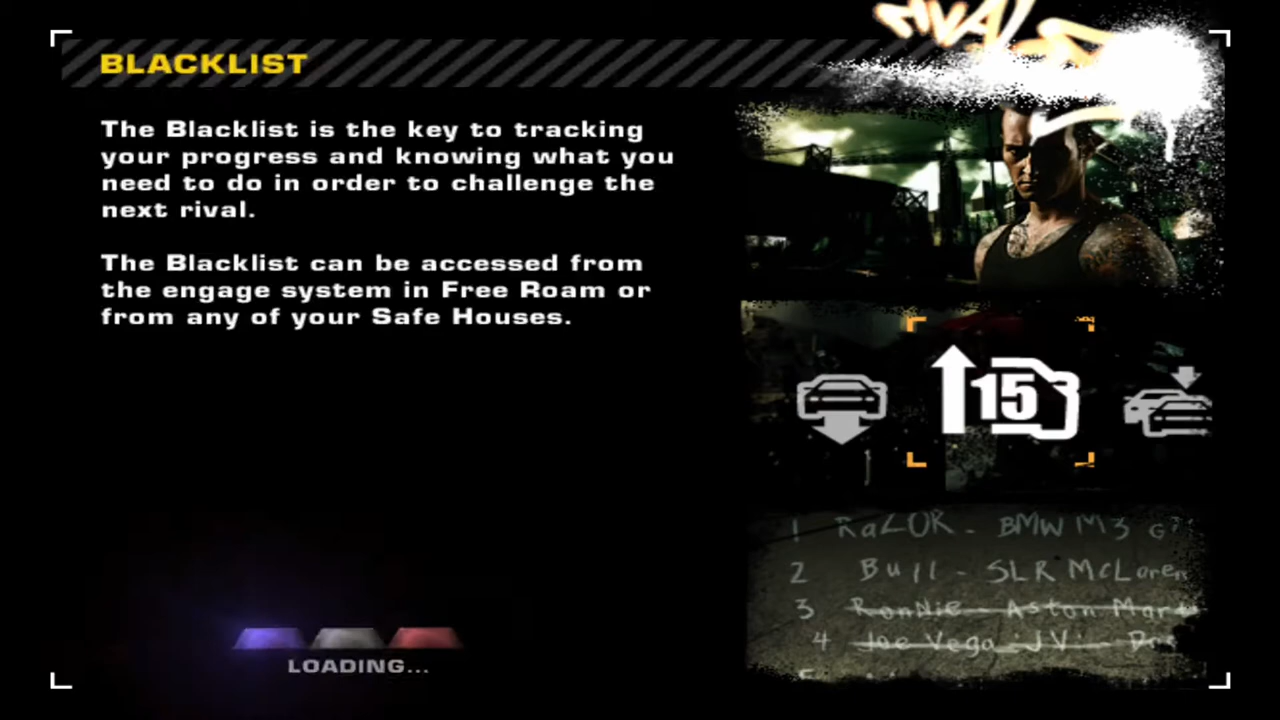 RIVAL
BLACKLIST
The Blacklist is the key to tracking
your progress and knowing what you
need to do in order to challenge the
next rival.
The Blacklist can be accessed from
the engage system in Free Roam or
from any of your Safe Houses.
15
1 RaZOR - BMW M3 G
2 Bull - SLR McLaren
3 Ronnie - Aston Mart
4 Joe Vega 'JV' -
LOADING...